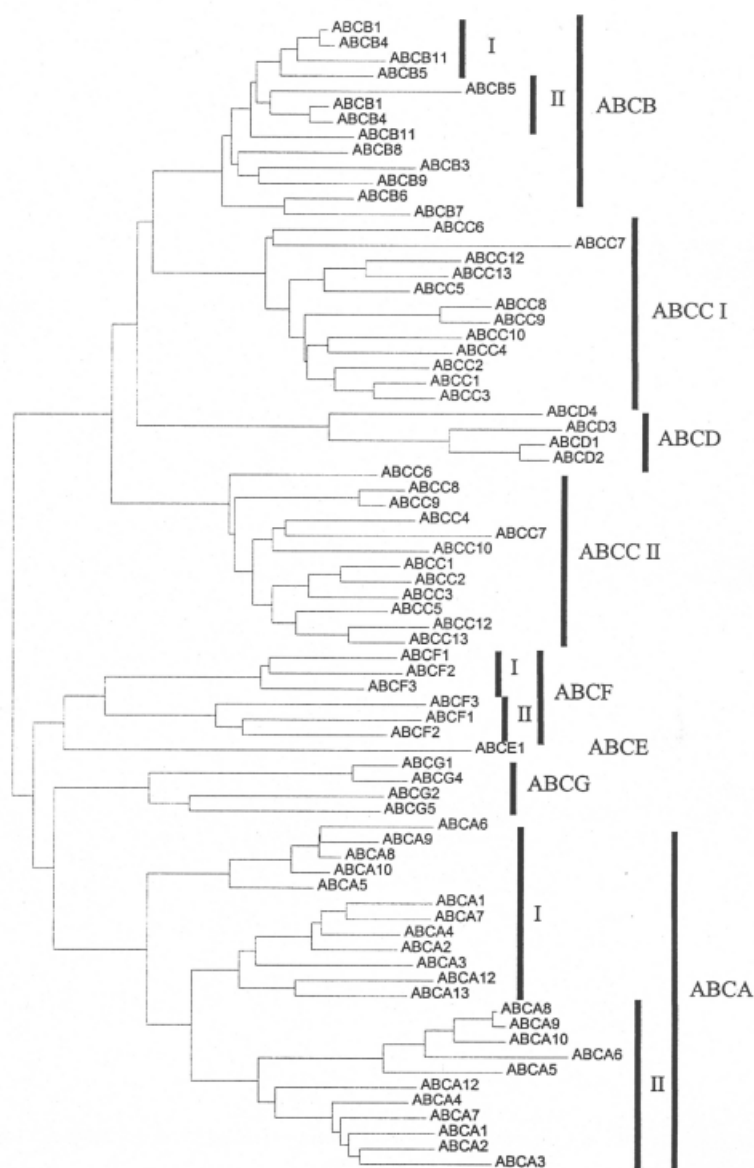 ABCB1
ABCB4
ABCB11
ABCB5
I
ABCB5
ABCB1
ABCB4
ABCB11
II
ABCB8
ABCB3
ABCB9
ABCB6
ABCB7
ABCB
ABCC6
ABCC7
ABCC12
ABCC13
ABCC5
ABCC8
ABCC9
ABCC10
ABCC4
ABCC2
ABCC1
ABCC3
ABCC I
ABCD4
ABCD3
ABCD1
ABCD2
ABCD
ABCC6
ABCC8
ABCC9
ABCC4
ABCC7
ABCC10
ABCC1
ABCC2
ABCC3
ABCC5
ABCC12
ABCC13
ABCC II
ABCF1
ABCF2
ABCF3
I
ABCF3
ABCF1
ABCF2
II
ABCF
ABCE1
ABCE
ABCG1
ABCG4
ABCG2
ABCG5
ABCG
ABCA6
ABCA9
ABCA8
ABCA10
ABCA5
ABCA1
ABCA7
ABCA4
ABCA2
ABCA3
ABCA12
ABCA13
I
ABCA8
ABCA9
ABCA10
ABCA6
ABCA5
ABCA12
ABCA4
ABCA7
ABCA1
ABCA2
ABCA3
II
ABCA